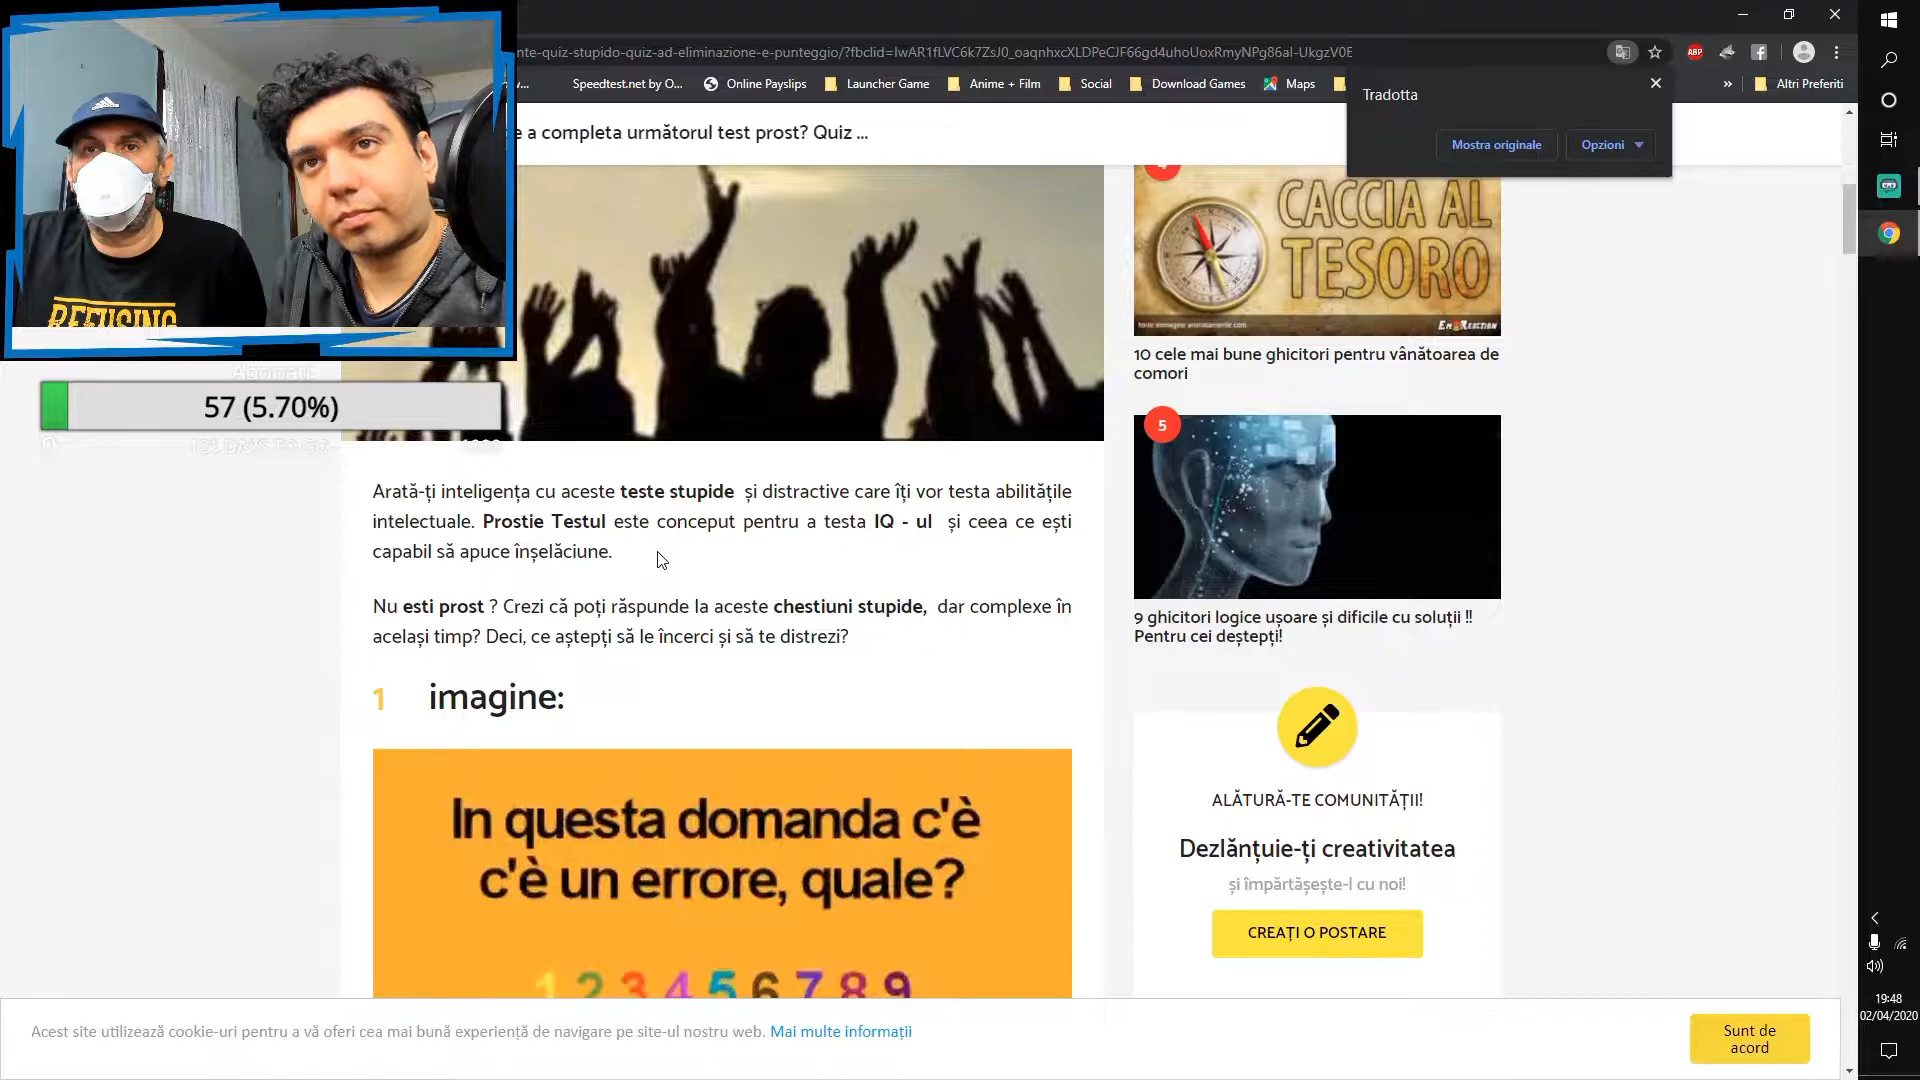 nte-quiz-stupido-quiz-ad-eliminazione-e-punteggio/?fbclid=IwAR1fLVC6k7ZsJ0_oaqnhxcXLDPeCJF66gd4uhoUoxRmyNPg86al-UkgzV0E
Speedtest.net by O...
Online Payslips
Launcher Game
Anime + Film
Social
Download Games
Maps
»
Altri Preferiti
ABP
Tradotta
Mostra originale
Opzioni
e a completa următorul test prost? Quiz ...
REFUSING
57 (5.70%)
0
CACCIA AL
TESORO
fonte immagine animatamente.com
10 cele mai bune ghicitori pentru vânătoarea de
comori
5
9 ghicitori logice ușoare și dificile cu soluții !!
Pentru cei deștepți!
Arată-ți inteligența cu aceste teste stupide și distractive care îți vor testa abilitățile
intelectuale. Prostie Testul este conceput pentru a testa IQ - ul și ceea ce ești
capabil să apuce înșelăciune.
Nu esti prost ? Crezi că poți răspunde la aceste chestiuni stupide, dar complexe în
același timp? Deci, ce aștepți să le încerci și să te distrezi?
1 imagine:
In questa domanda c'è
c'è un errore, quale?
1 2 3 4 5 6 7 8 9
ALĂTURĂ-TE COMUNITĂȚII!
Dezlănțuie-ți creativitatea
și împărtășește-l cu noi!
CREAȚI O POSTARE
Acest site utilizează cookie-uri pentru a vă oferi cea mai bună experiență de navigare pe site-ul nostru web. Mai multe informații
Sunt de
acord
19:48
02/04/2020